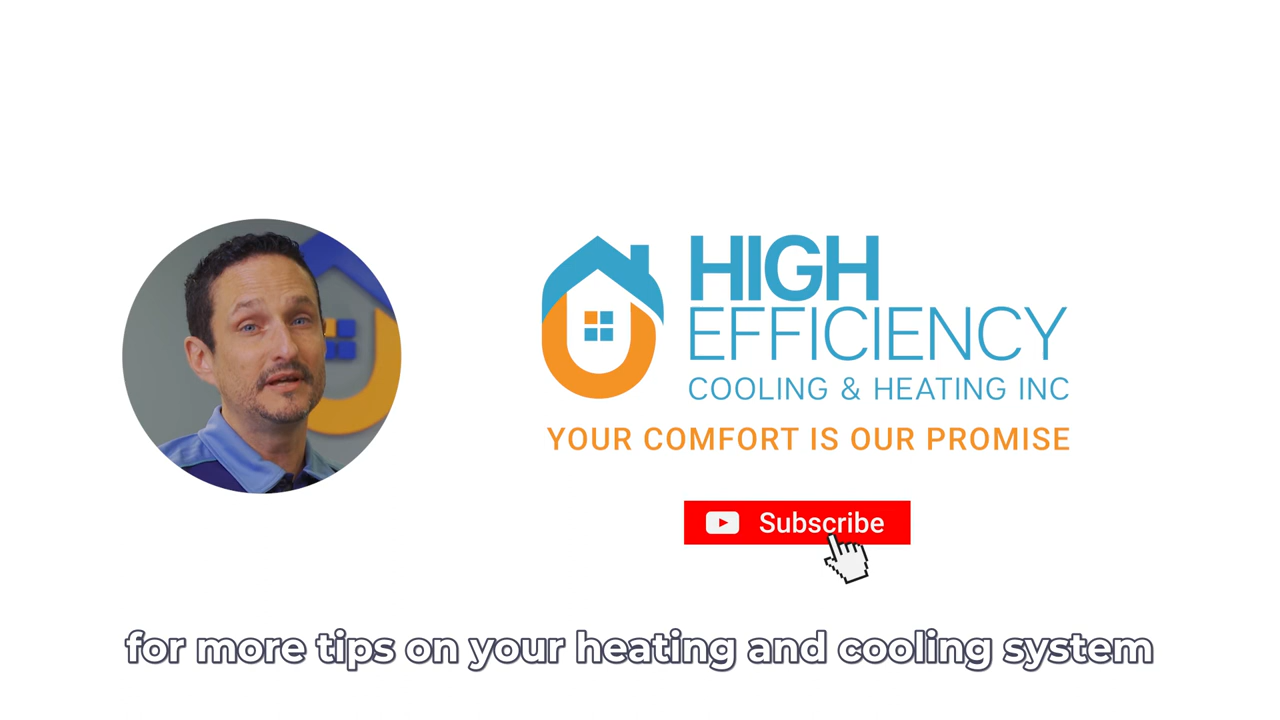 HIGH
EFFICIENCY
COOLING & HEATING INC
YOUR COMFORT IS OUR PROMISE
Subscribe
for more tips on your heating and cooling system